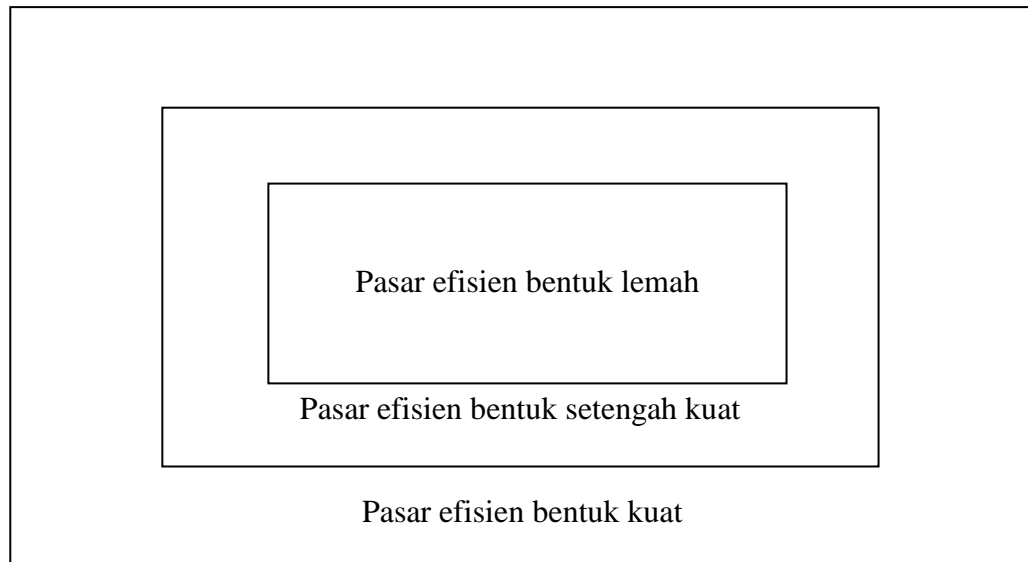 Pasar efisien bentuk lemah
Pasar efisien bentuk setengah kuat
Pasar efisien bentuk kuat